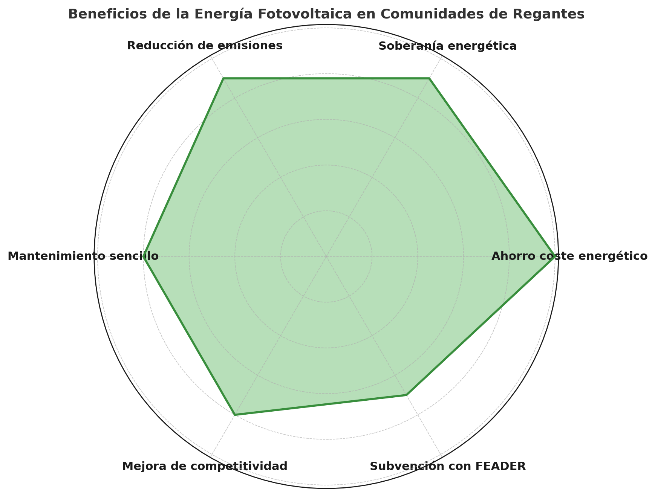 Beneficios de la Energía Fotovoltaica en Comunidades de Regantes
Reducción de emisiones
Soberanía energética
Mantenimiento sencillo
Ahorro coste energético
Mejora de competitividad
Subvención con FEADER